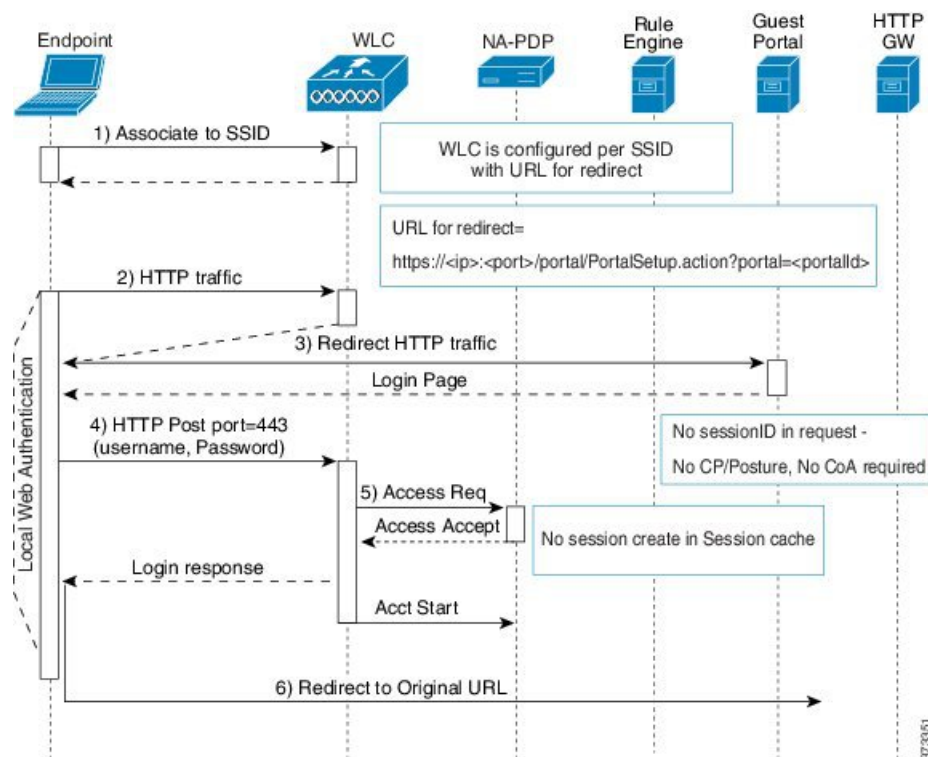 Endpoint
WLC
NA-PDP
Rule
Engine
Guest
Portal
HTTP
GW
1) Associate to SSID
WLC is configured per SSID
with URL for redirect
URL for redirect=
https://<ip>:<port>/portal/PortalSetup.action?portal=<portalId>
2) HTTP traffic
3) Redirect HTTP traffic
Login Page
4) HTTP Post port=443
(username, Password)
No sessionID in request -
No CP/Posture, No CoA required
5) Access Req
Access Accept
No session create in Session cache
Local Web Authentication
Login response
Acct Start
6) Redirect to Original URL